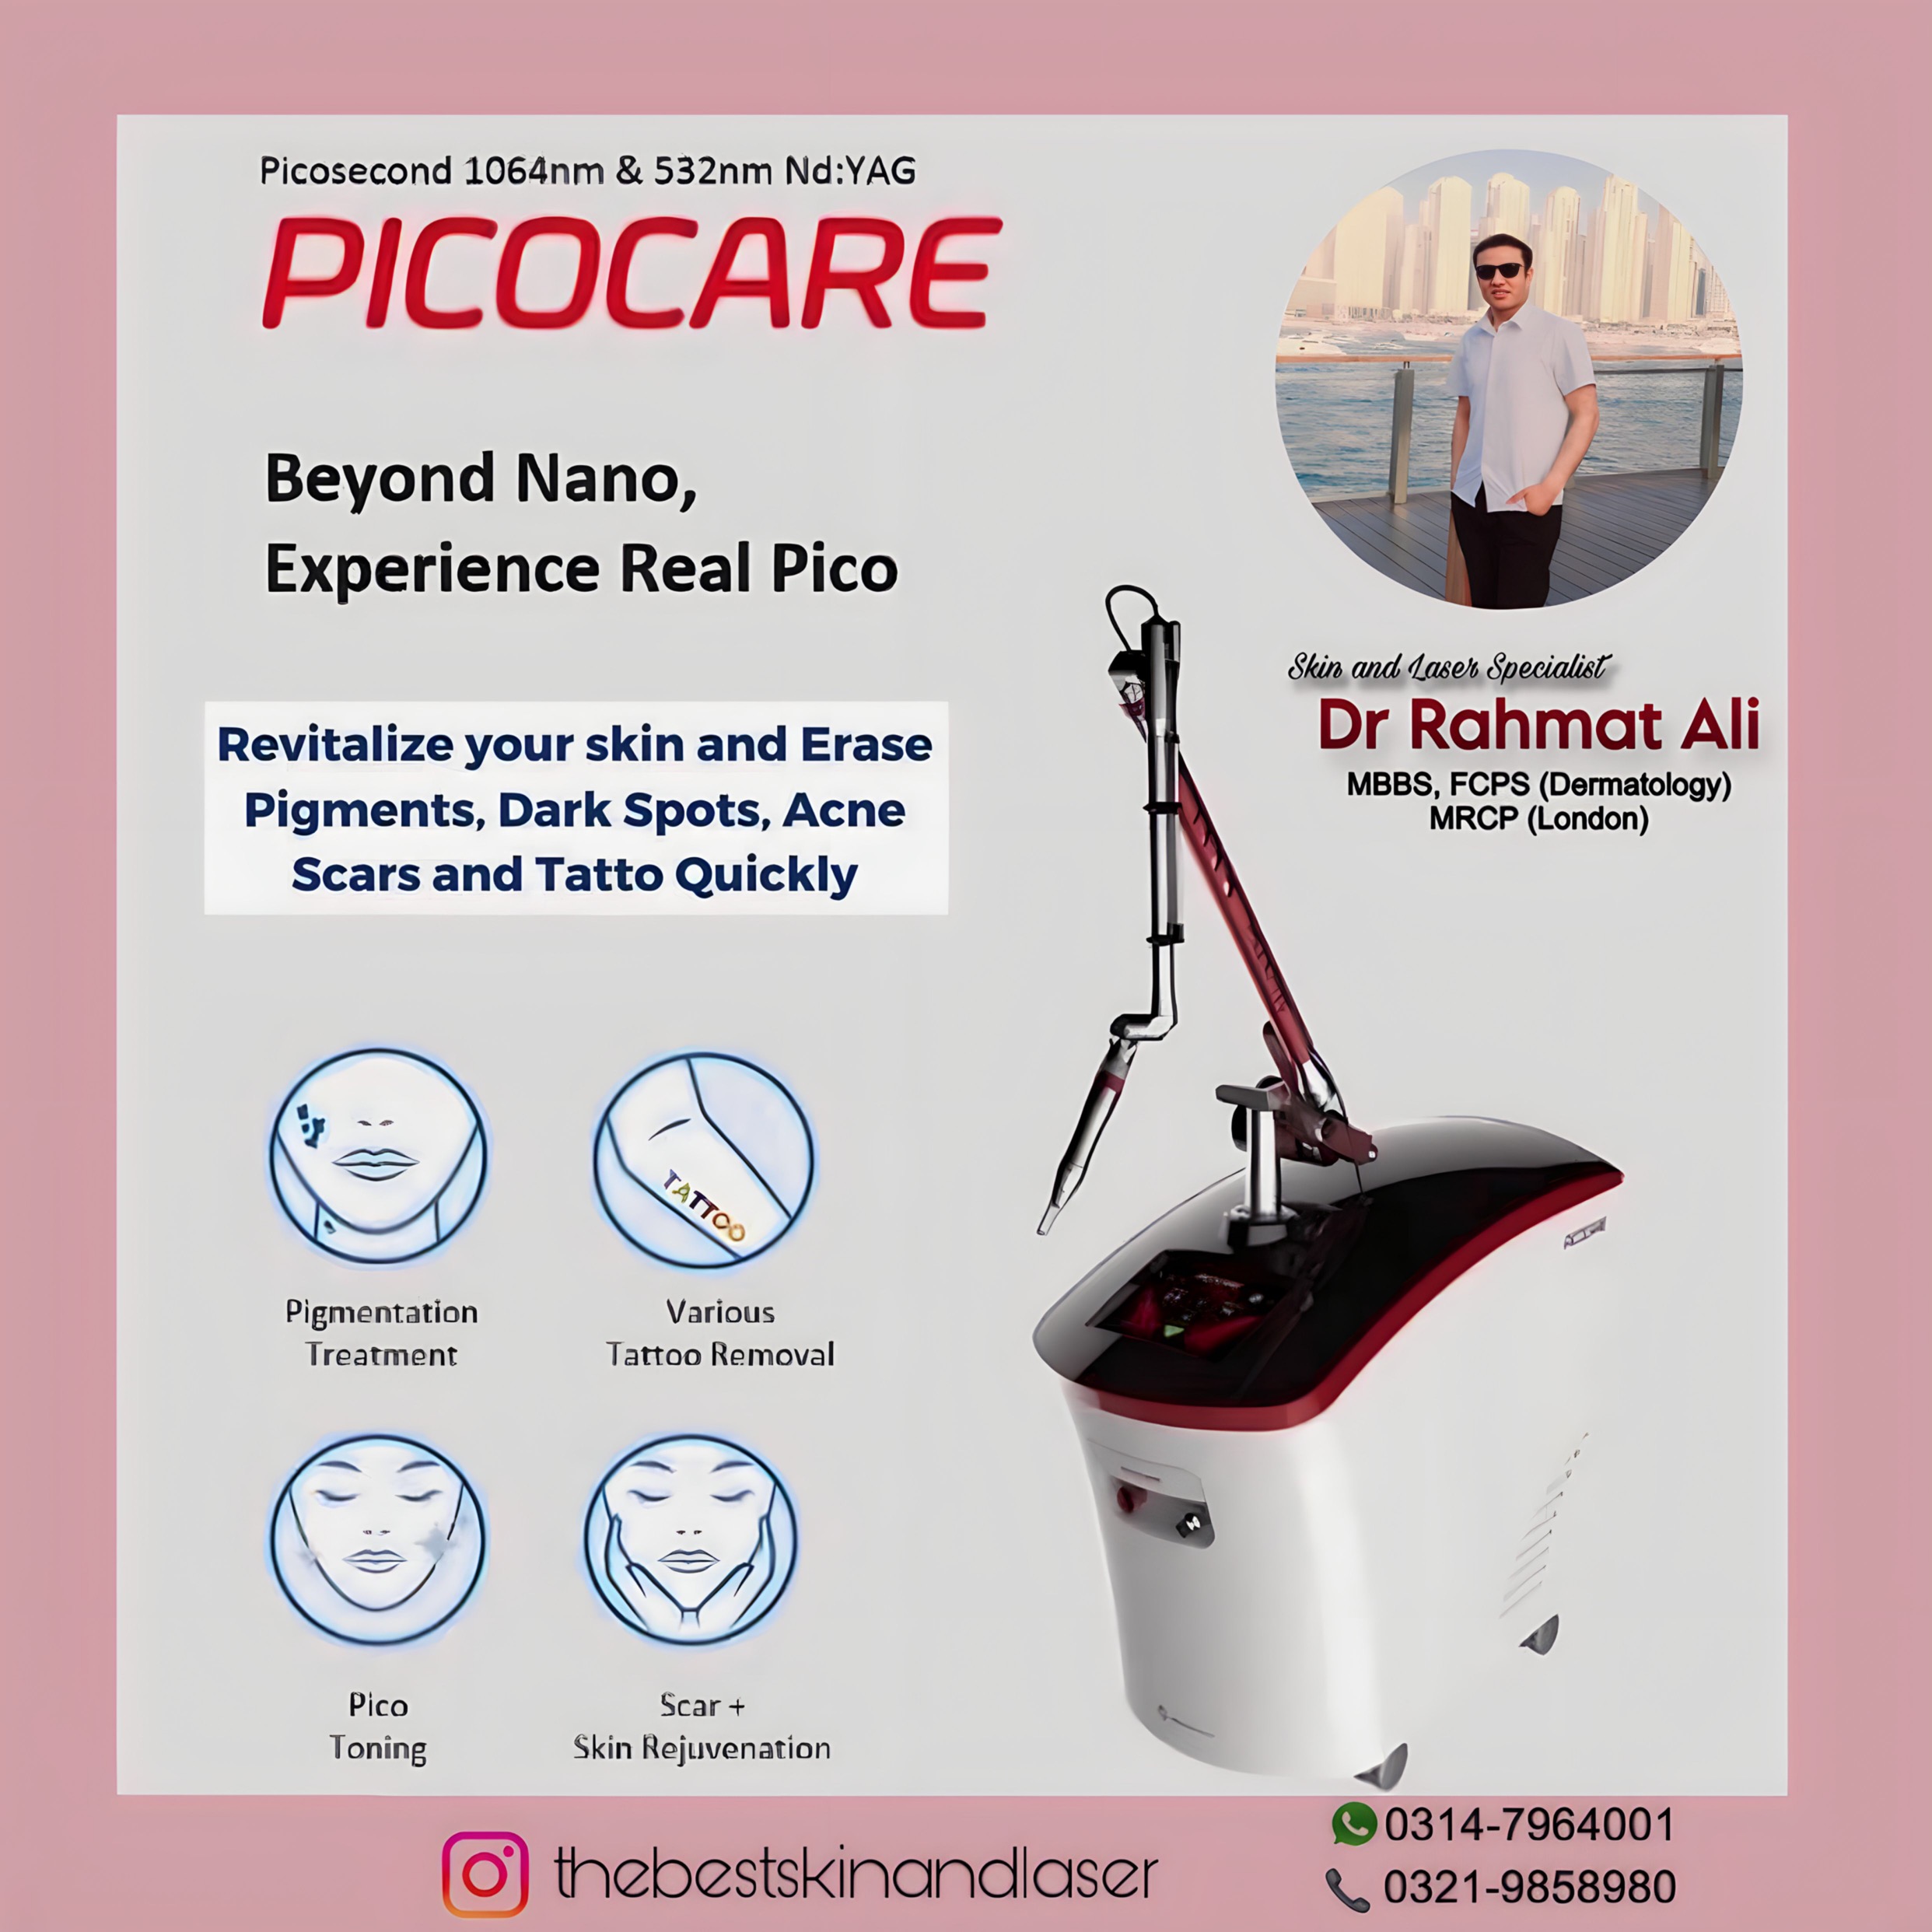 Picosecond 1064nm & 532nm Nd:YAG
PICOCARE
Beyond Nano,
Experience Real Pico
Revitalize your skin and Erase
Pigments, Dark Spots, Acne
Scars and Tatto Quickly
Skin and Laser Specialist
Dr Rahmat Ali
MBBS, FCPS (Dermatology)
MRCP (London)
TATTOO
Pigmentation
Treatment
Various
Tattoo Removal
Pico
Toning
Scar +
Skin Rejuvenation
thebestskinandlaser
0314-7964001
0321-9858980